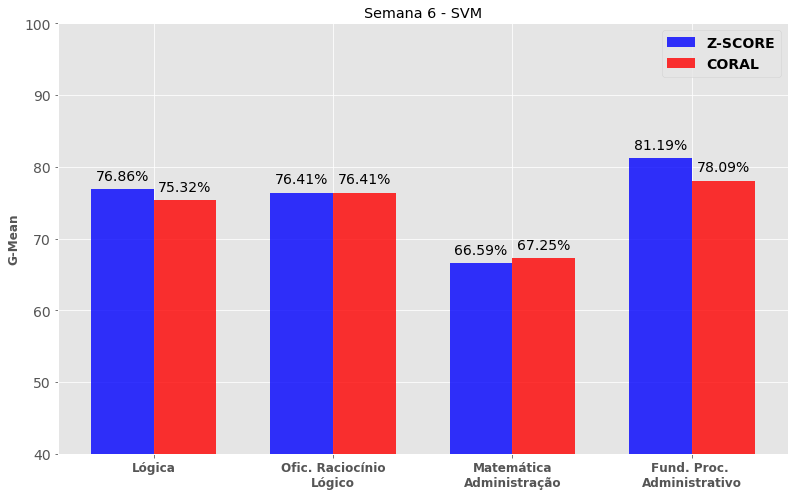 Semana 6 - SVM
Z-SCORE
CORAL
G-Mean
100
90
80
70
60
50
40
76.86%
75.32%
76.41%
76.41%
66.59%
67.25%
81.19%
78.09%
Lógica
Ofic. Raciocínio
Lógico
Matemática
Administração
Fund. Proc.
Administrativo